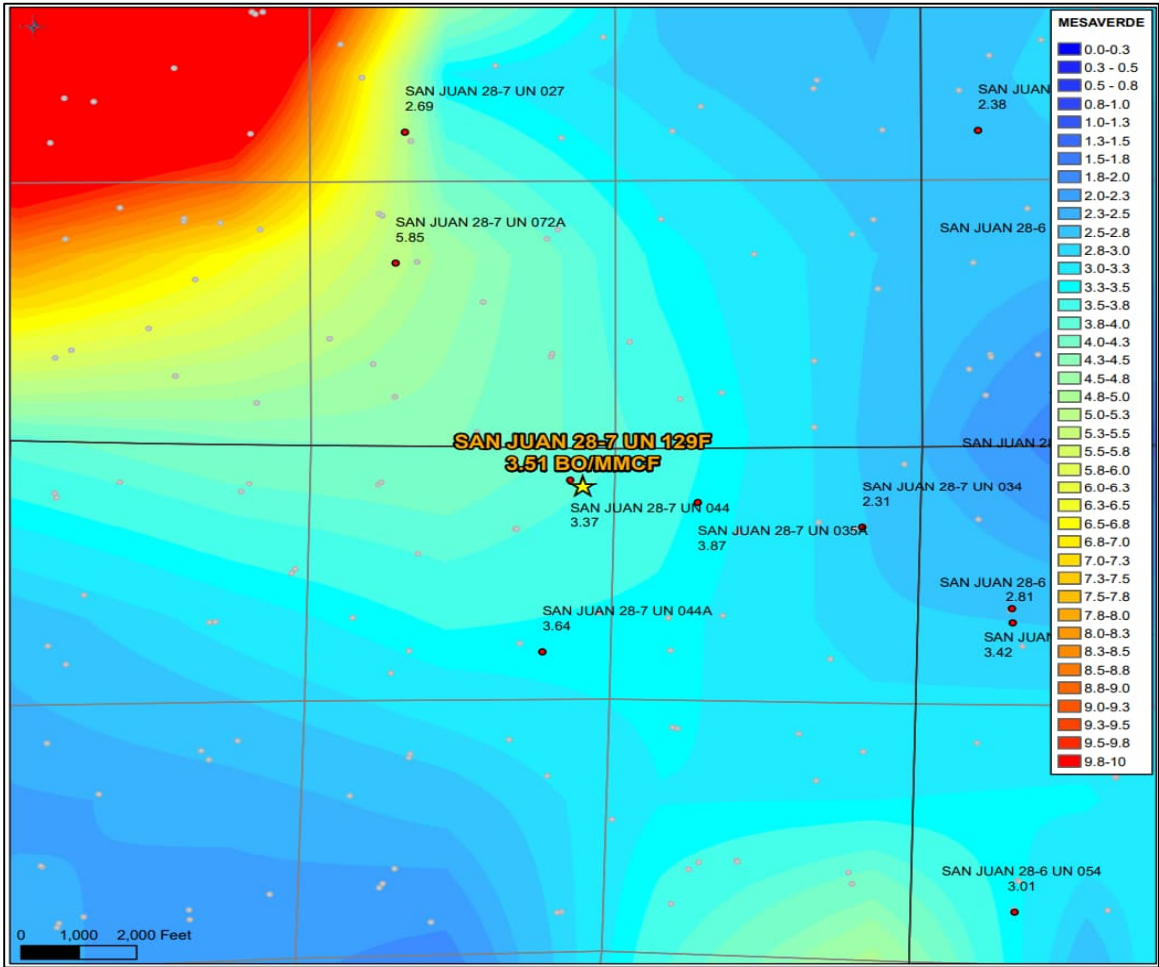 SAN JUAN 28-7 UN 027
2.69
SAN JUAN
2.38
SAN JUAN 28-7 UN 072A
5.85
SAN JUAN 28-6
SAN JUAN 28-7 UN 129F
3.51 BO/MMCF
SAN JUAN 28-7 UN 044
3.37
SAN JUAN 28-7 UN 035A
3.87
SAN JUAN 28-7 UN 034
2.31
SAN JUAN 28-7 UN 044A
3.64
SAN JUAN 28-6
2.81
SAN JUAN
3.42
SAN JUAN 28-6 UN 054
3.01
0 1,000 2,000 Feet
MESAVERDE
0.0-0.3
0.3 - 0.5
0.5 - 0.8
0.8-1.0
1.0-1.3
1.3-1.5
1.5-1.8
1.8-2.0
2.0-2.3
2.3-2.5
2.5-2.8
2.8-3.0
3.0-3.3
3.3-3.5
3.5-3.8
3.8-4.0
4.0-4.3
4.3-4.5
4.5-4.8
4.8-5.0
5.0-5.3
5.3-5.5
5.5-5.8
5.8-6.0
6.0-6.3
6.3-6.5
6.5-6.8
6.8-7.0
7.0-7.3
7.3-7.5
7.5-7.8
7.8-8.0
8.0-8.3
8.3-8.5
8.5-8.8
8.8-9.0
9.0-9.3
9.3-9.5
9.5-9.8
9.8-10